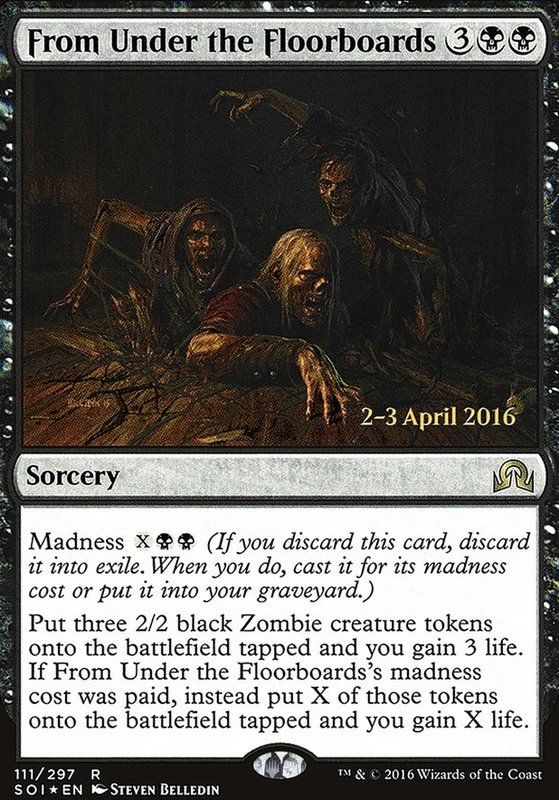 From Under the Floorboards 3
2–3 April 2016
Sorcery
Madness X (If you discard this card, discard
it into exile. When you do, cast it for its madness
cost or put it into your graveyard.)
Put three 2/2 black Zombie creature tokens
onto the battlefield tapped and you gain 3 life.
If From Under the Floorboards's madness
cost was paid, instead put X of those tokens
onto the battlefield tapped and you gain X life.
111/297 R
SOI★EN Steven Belledin
™ & © 2016 Wizards of the Coast